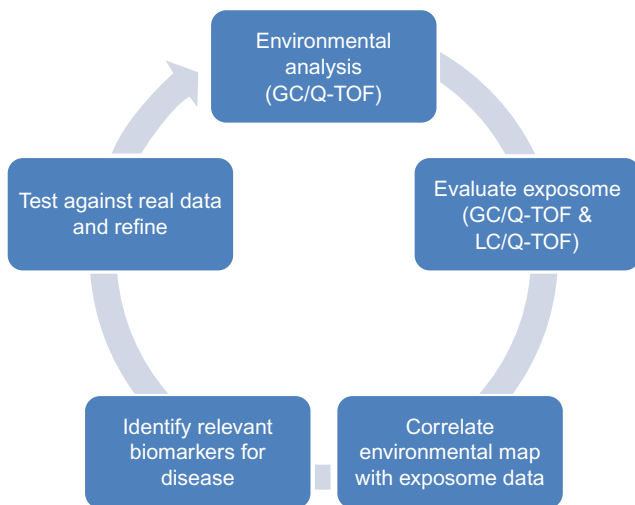 Environmental
analysis
(GC/Q-TOF)
Evaluate exposome
(GC/Q-TOF &
LC/Q-TOF)
Correlate
environmental map
with exposome data
Identify relevant
biomarkers for
disease
Test against real data
and refine